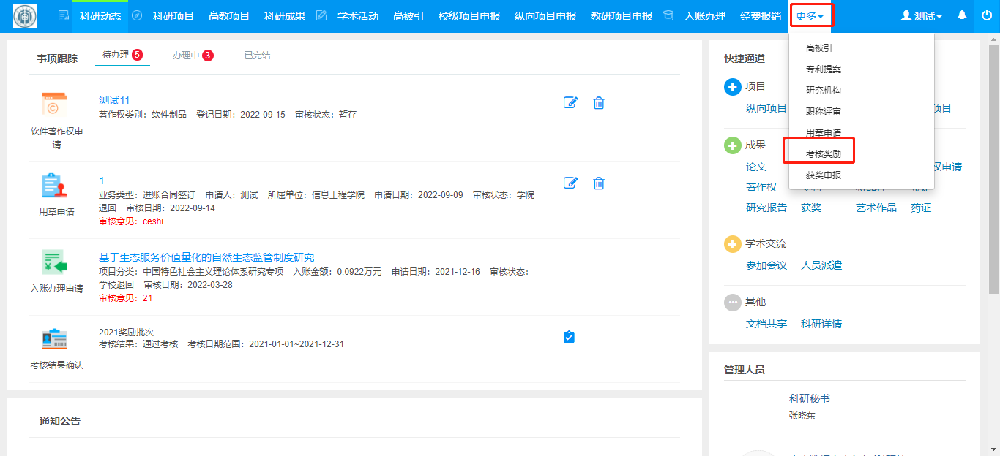 科研动态 科研项目 高教项目 科研成果 学术活动 高被引 校级项目申报 纵向项目申报 教研项目申报 入账办理 经费报销 更多 测试
高被引
专利提案
研究机构
职称评审
用章申请
考核奖励
获奖申报
事项跟踪 待办理 5 办理中 3 已完结
软件著作权申请
测试11
著作权类别：软件制品 登记日期：2022-09-15 审核状态：暂存
用章申请
1
业务类型：进账合同签订 申请人：测试 所属单位：信息工程学院 申请日期：2022-09-09 审核状态：学院
退回 审核日期：2022-09-14
审核意见：ceshi
入账办理申请
基于生态服务价值量化的自然生态监管制度研究
项目分类：中国特色社会主义理论体系研究专项 入账金额：0.0922万元 申请日期：2021-12-16 审核状态：
学校退回 审核日期：2022-03-28
审核意见：21
考核结果确认
2021奖励批次
考核结果：通过考核 考核日期范围：2021-01-01~2021-12-31
通知公告
快捷通道
项目
纵向项目 项目
成果
论文 权申请
著作权
研究报告 获奖 艺术作品 药证
学术交流
参加会议 人员派遣
其他
文档共享 科研详情
管理人员
科研秘书
张晓东